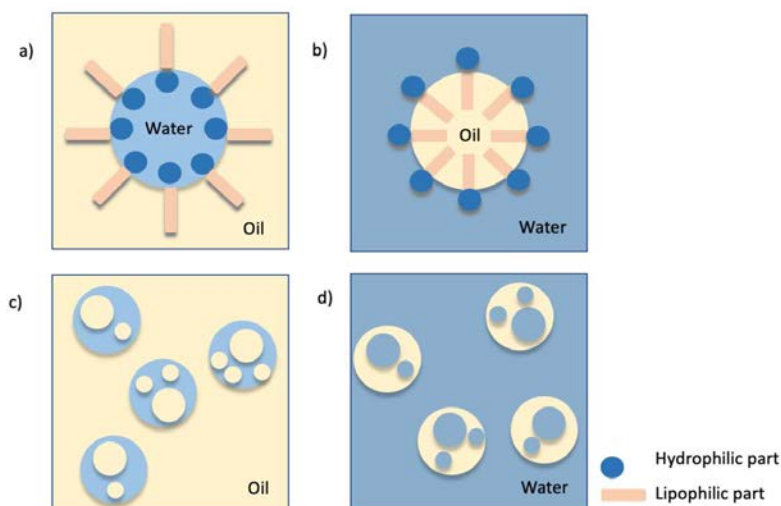 a)
Water
Oil
b)
Oil
Water
c)
Oil
d)
Water
Hydrophilic part
Lipophilic part